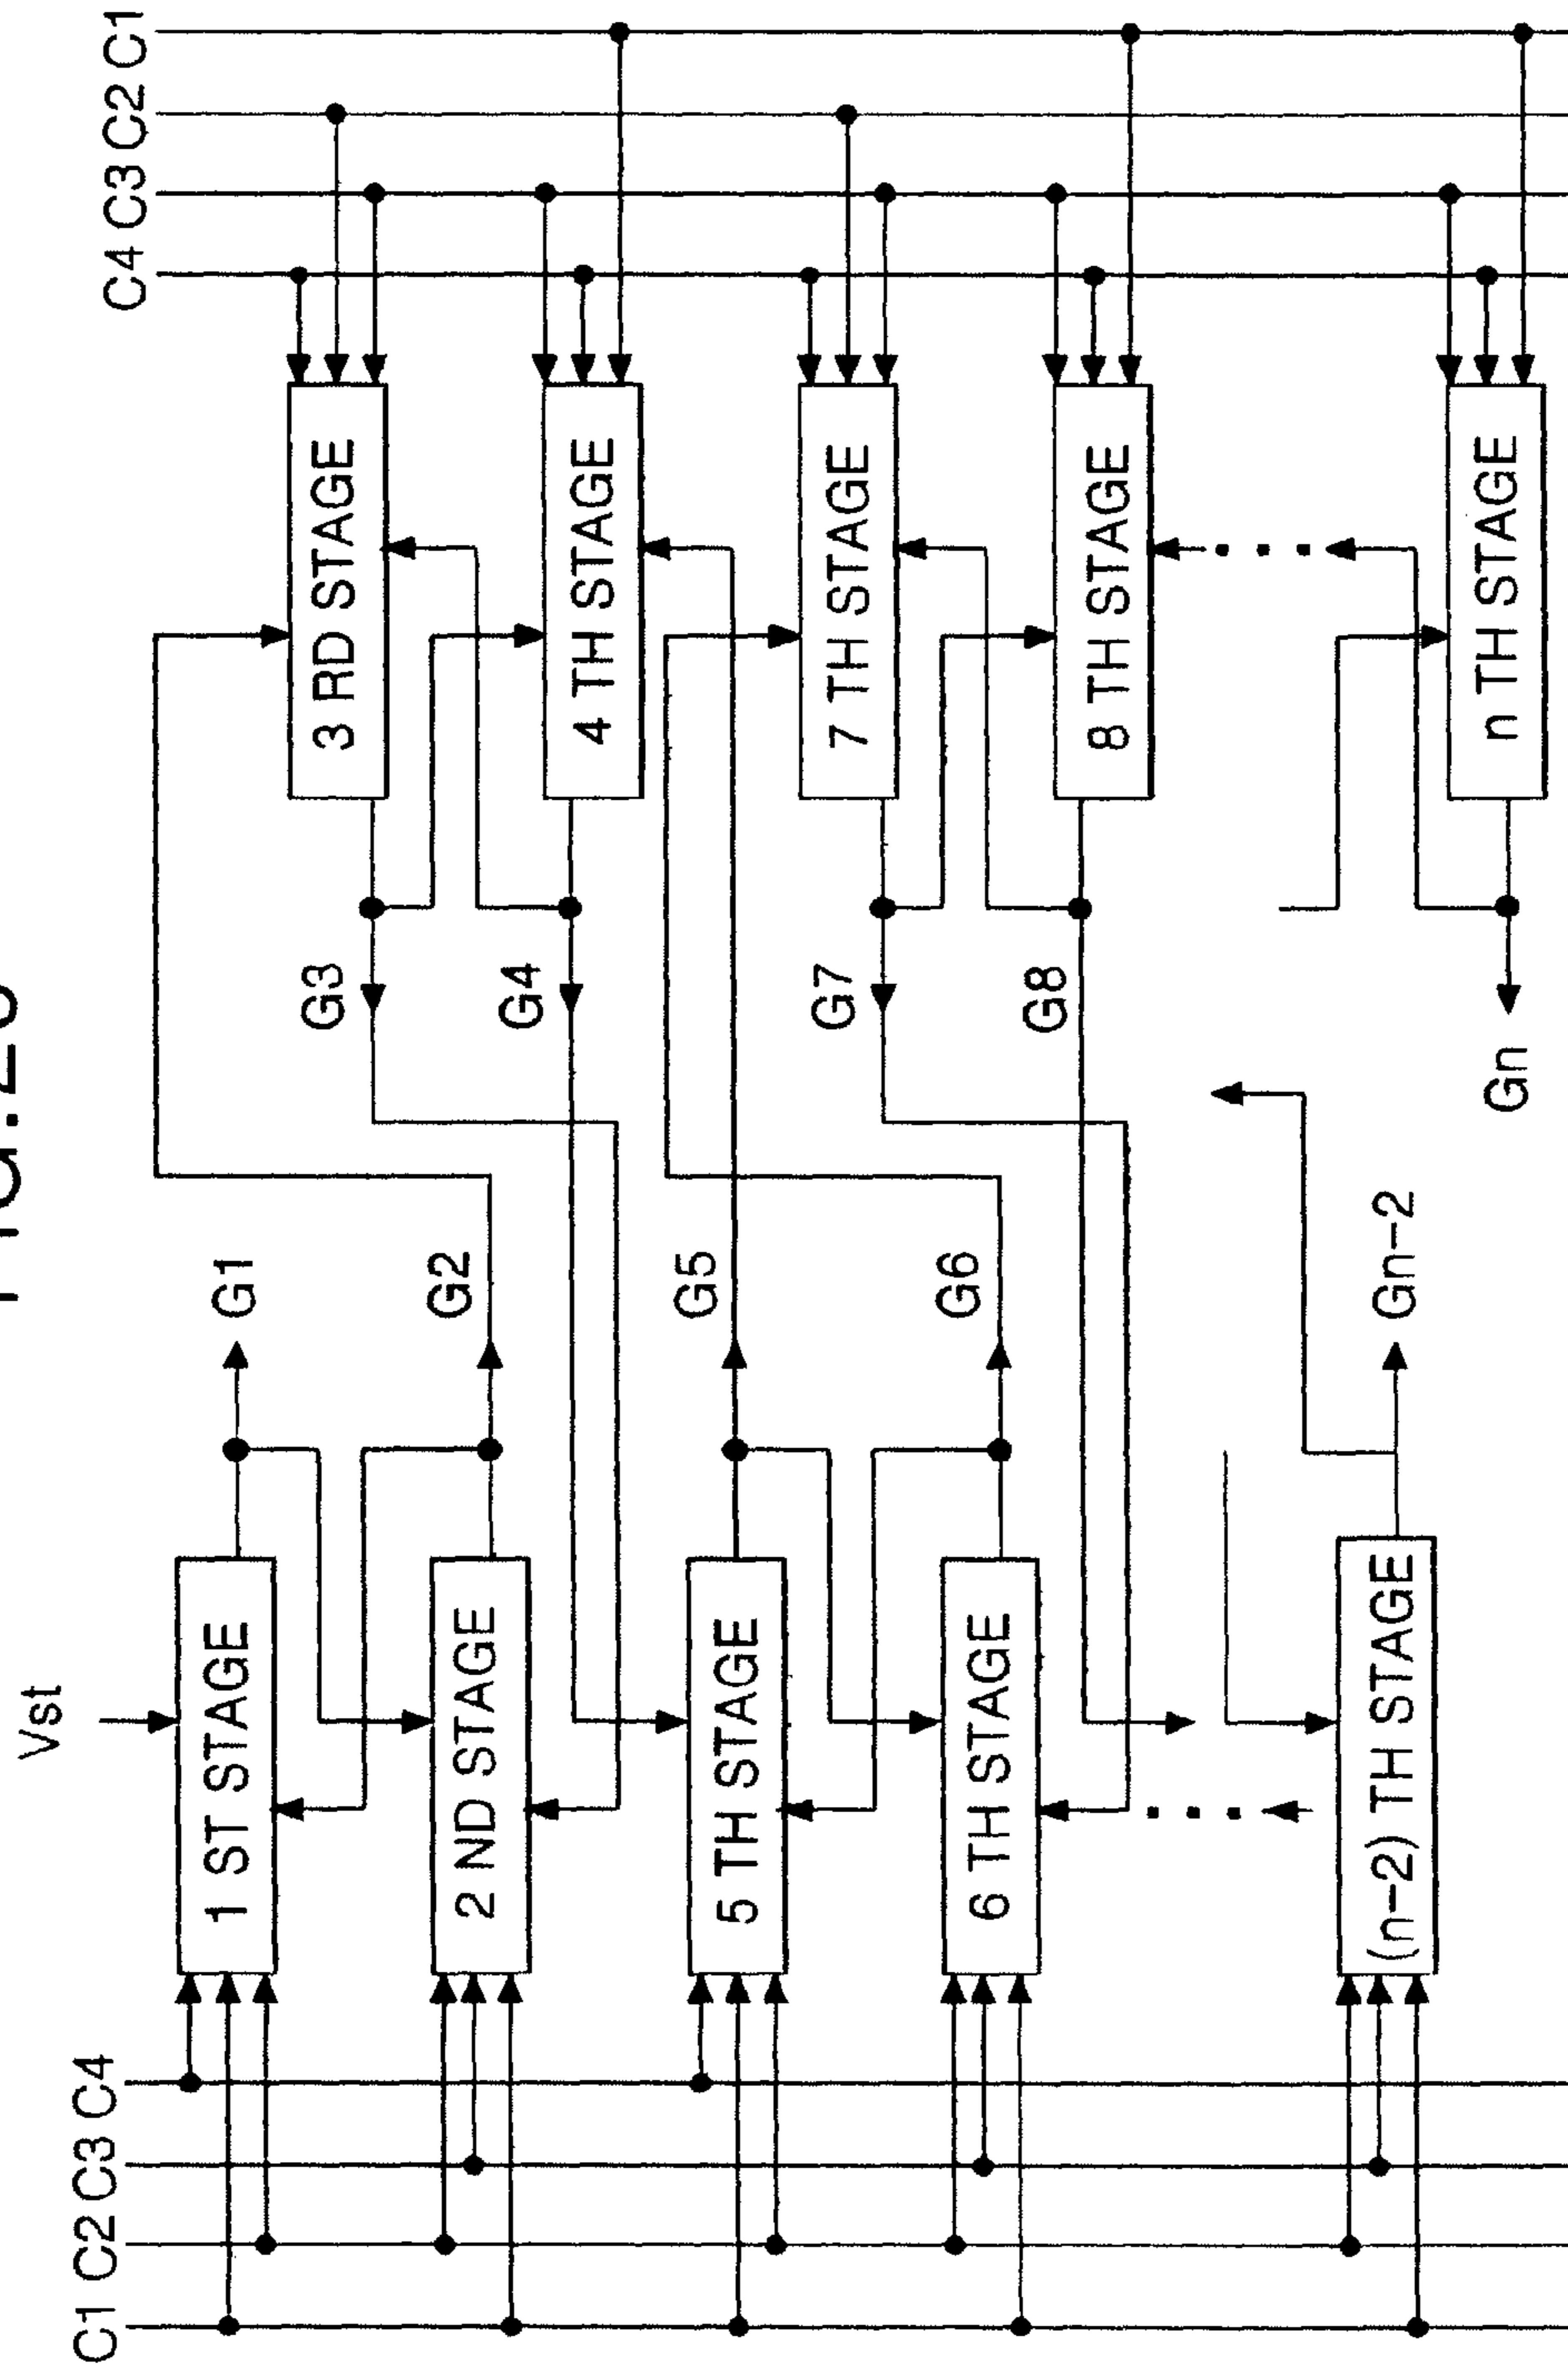 Vst
C1 C2 C3 C4
C4 C3 C2 C1
1 ST STAGE
G1
2 ND STAGE
G2
G3
3 RD STAGE
G4
4 TH STAGE
5 TH STAGE
G5
6 TH STAGE
G6
G7
7 TH STAGE
G8
8 TH STAGE
(n-2) TH STAGE
Gn-2
Gn
n TH STAGE